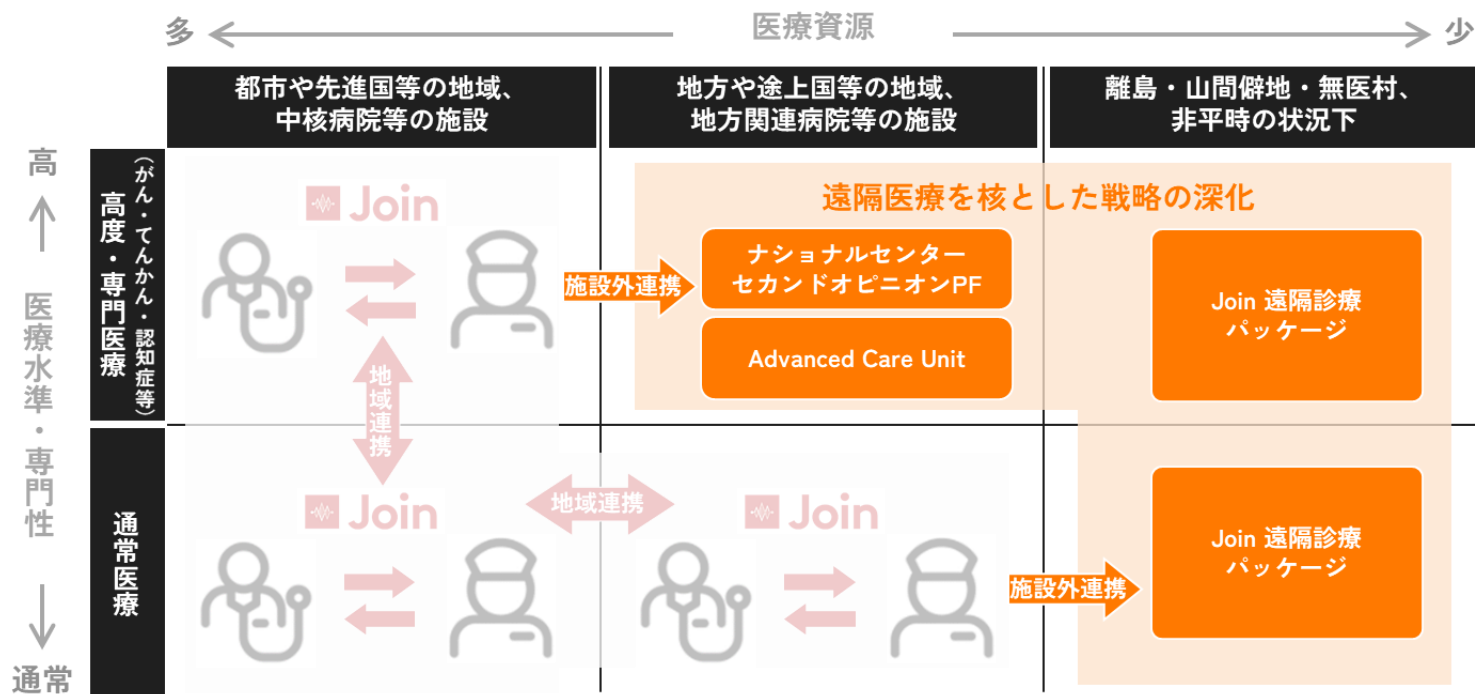 多
医療資源
少
都市や先進国等の地域、
中核病院等の施設
地方や途上国等の地域、
地方関連病院等の施設
離島・山間僻地・無医村、
非平時の状況下
高
医療水準・専門性
通常
高度・専門医療
（がん・てんかん・認知症等）
Join
遠隔医療を核とした戦略の深化
施設外連携
ナショナルセンター
セカンドオピニオンPF
Advanced Care Unit
Join 遠隔診療
パッケージ
地域連携
通常医療
Join
地域連携
Join
施設外連携
Join 遠隔診療
パッケージ